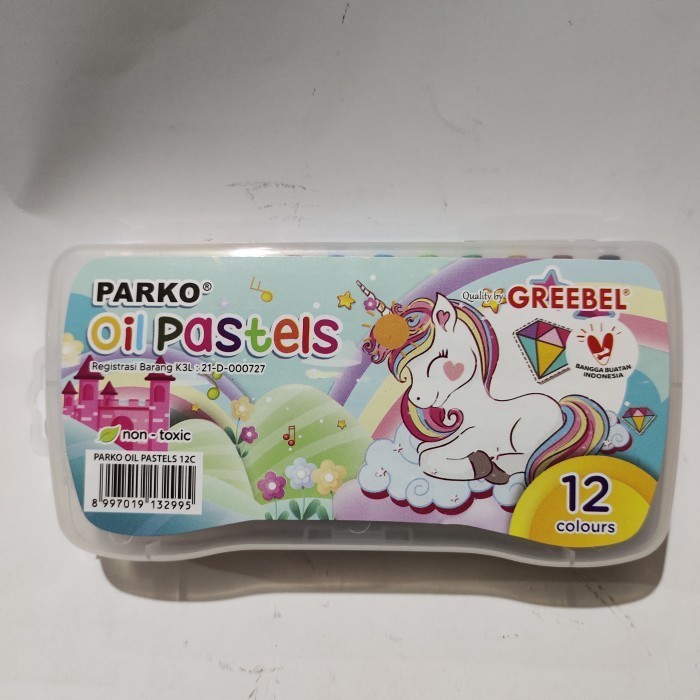 PARKO®
Oil Pastels
Registrasi Barang K3L : 21-D-000727
non - toxic
PARKO OIL PASTELS 12C
8 997019 132995
Quality by GREEBEL®
BANGGA BUATAN
INDONESIA
12
colours